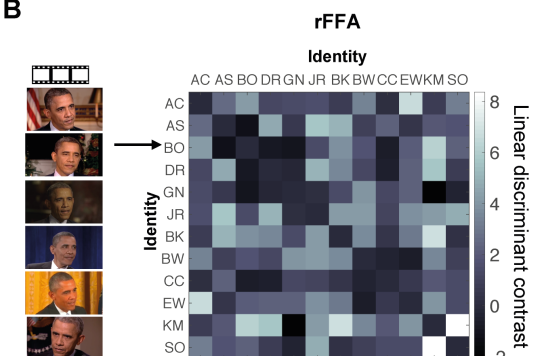 B
rFFA
Identity
AC AS BO DR GN JR BK BW CC EW KM SO
AC
AS
BO
DR
GN
JR
BK
BW
CC
EW
KM
SO
Identity
8
6
4
2
0
Linear discriminant contrast